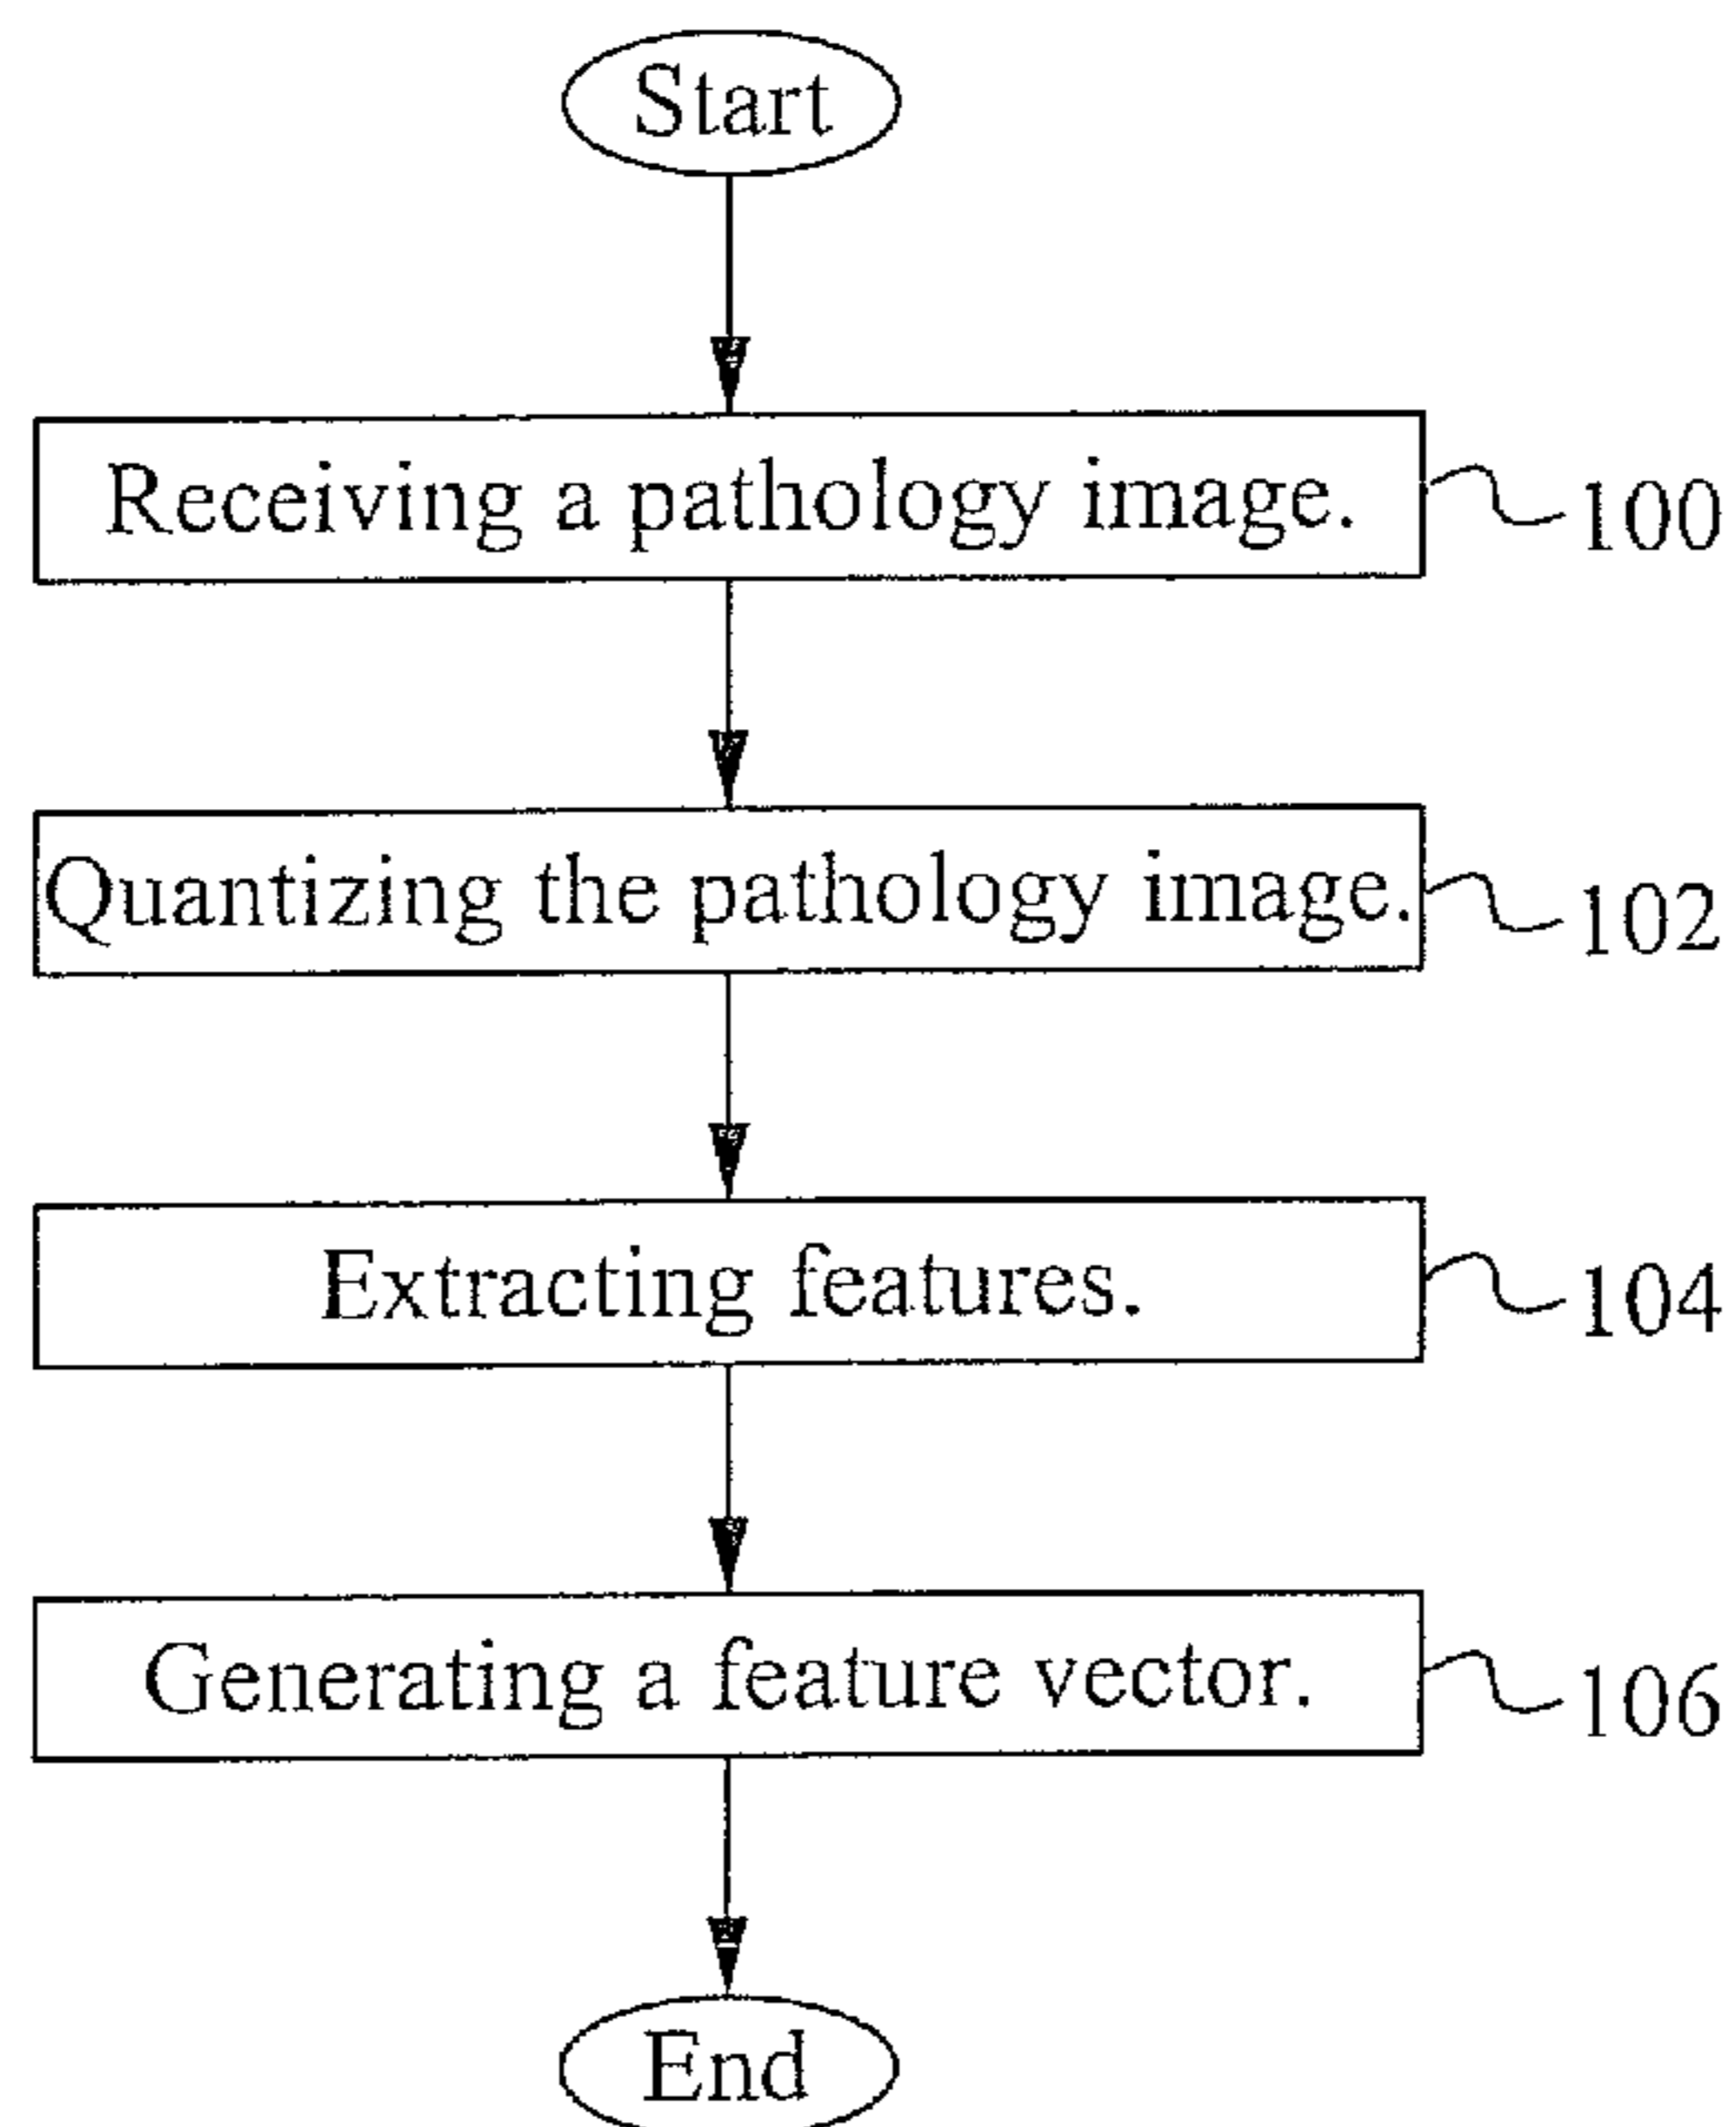 Start
Receiving a pathology image.
100
Quantizing the pathology image.
102
Extracting features.
104
Generating a feature vector.
106
End